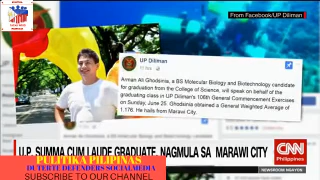 From Facebook/UP Diliman
UP Diliman
Arman Ali Ghodsinia, a BS Molecular Biology and Biotechnology candidate
for graduation from the College of Science, will speak on behalf of the
graduating class in UP Diliman's 106th General Commencement Exercises
on Sunday, June 25. Ghodsinia obtained a General Weighted Average of
1.176. He hails from Marawi City.
U.P. SUMMA CUM LAUDE GRADUATE, NAGMULA SA MARAWI CITY
PULITIKA PILIPINAS
DUTERTE DEFENDERS SOCIALMEDIA
SUBSCRIBE TO OUR CHANNEL
NEWSROOM NGAYON
CNN
Philippines